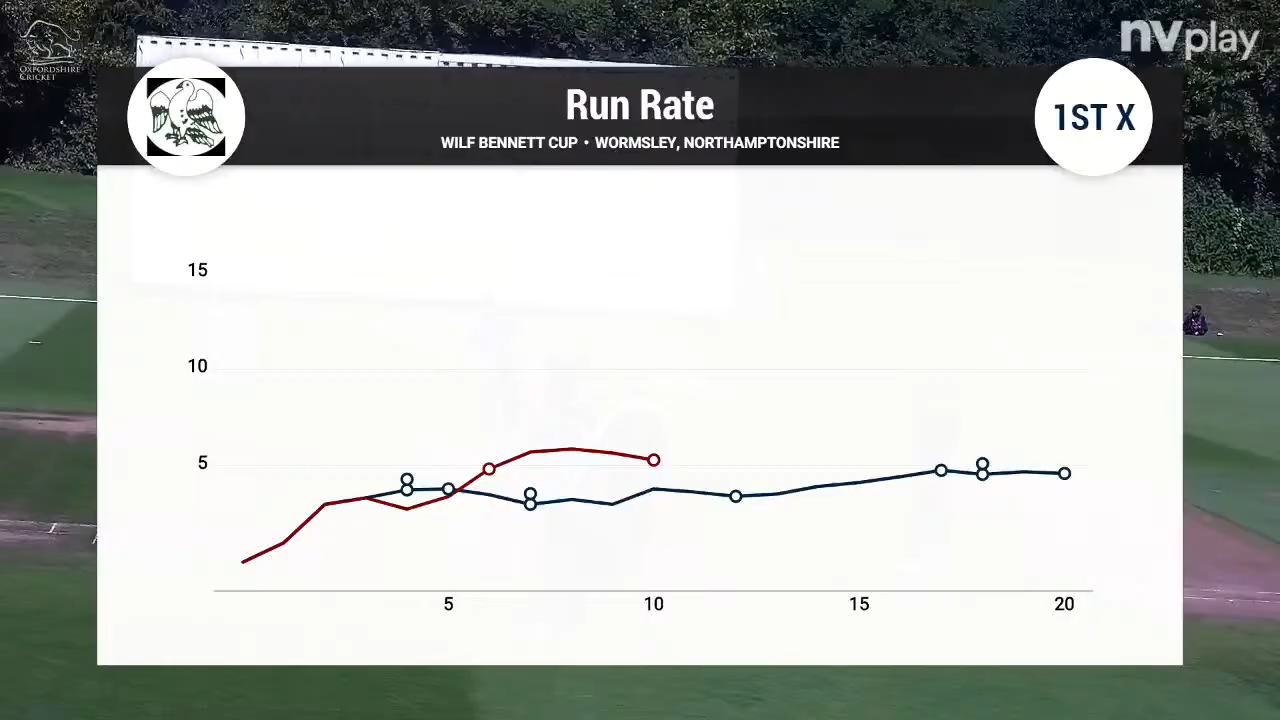 OXFORDSHIRE
CRICKET
nvplay
Run Rate
WILF BENNETT CUP • WORMSLEY, NORTHAMPTONSHIRE
1ST X
15
10
5
5 10 15 20